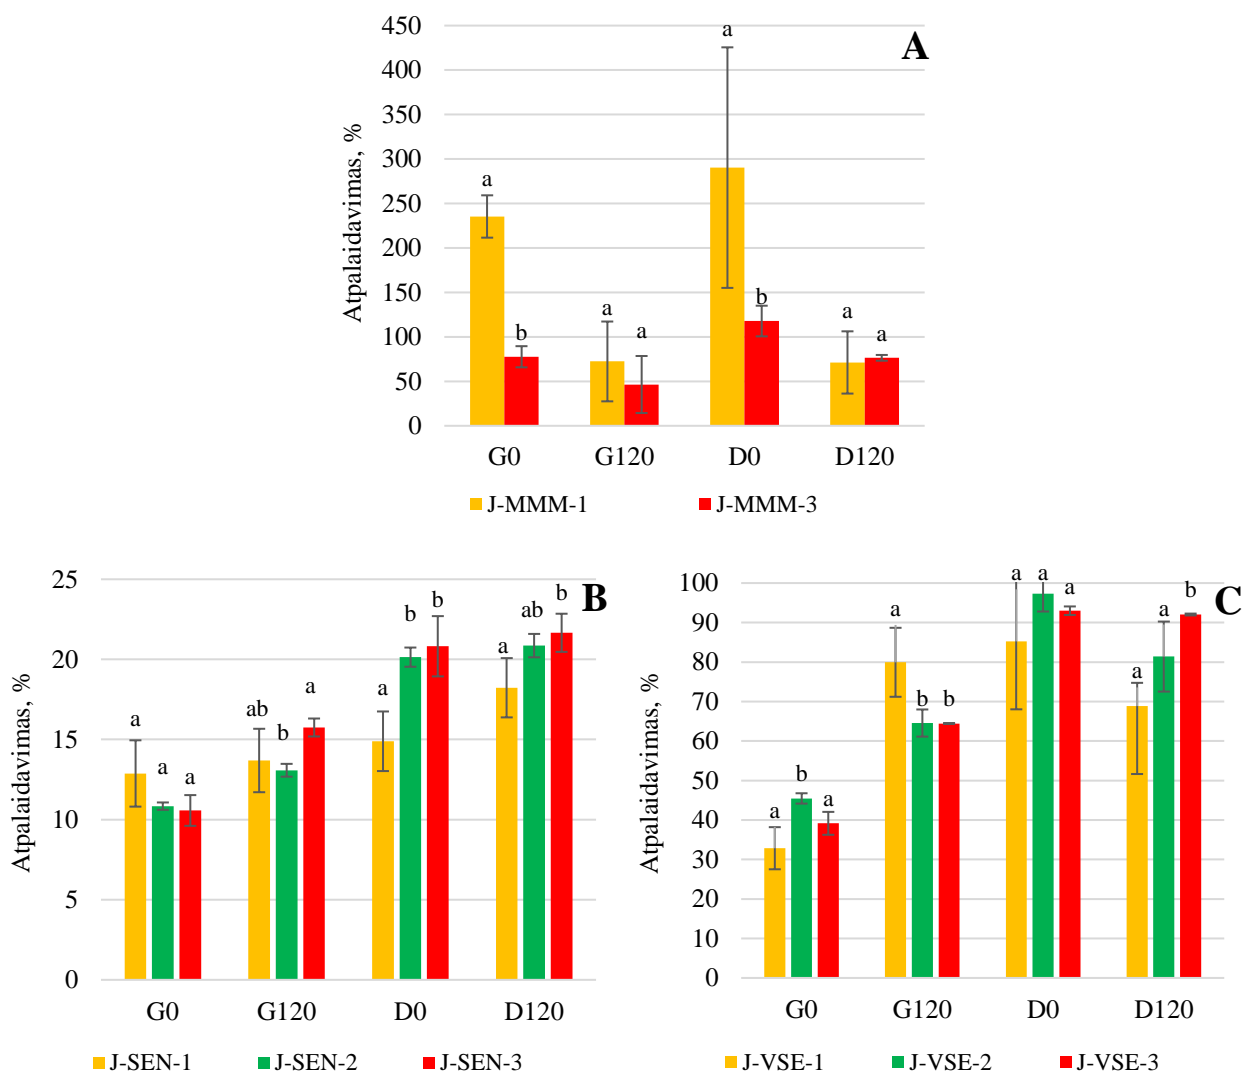 A
Atpalaidavimas, %
450
400
350
300
250
200
150
100
50
0
a
b
a
a
a
b
a
a
G0 G120 D0 D120
J-MMM-1 J-MMM-3
B
Atpalaidavimas, %
25
20
15
10
5
0
a
a
a
ab
b
a
a
b
b
a
ab
b
G0 G120 D0 D120
J-SEN-1 J-SEN-2 J-SEN-3
C
Atpalaidavimas, %
100
90
80
70
60
50
40
30
20
10
0
a
b
a
a
b
b
a
a
a
a
a
b
G0 G120 D0 D120
J-VSE-1 J-VSE-2 J-VSE-3